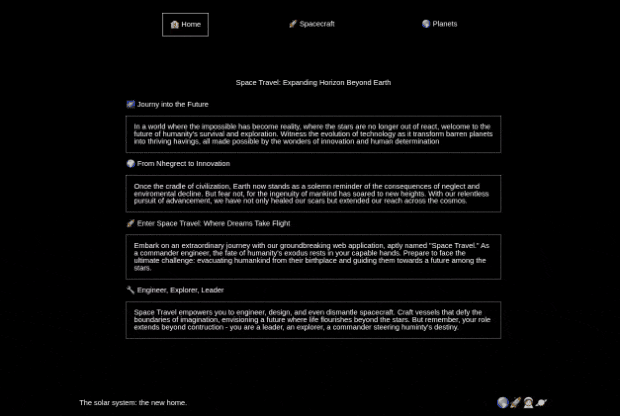 Home
Spacecraft
Planets
Space Travel: Expanding Horizon Beyond Earth
Journy into the Future
In a world where the impossible has become reality, where the stars are no longer out of react, welcome to the
future of humanity's survival and exploration. Witness the evolution of technology as it transform barren planets
into thriving havings, all made possible by the wonders of innovation and human determination
From Nhegrect to Innovation
Once the cradle of civilization, Earth now stands as a solemn reminder of the consequences of neglect and
enviromental decline. But fear not, for the ingenuity of mankind has soared to new heights. With our relentless
pursuit of advancement, we have not only healed our scars but extended our reach across the cosmos.
Enter Space Travel: Where Dreams Take Flight
Embark on an extraordinary journey with our groundbreaking web application, aptly named "Space Travel." As
a commander engineer, the fate of humanity's exodus rests in your capable hands. Prepare to face the
ultimate challenge: evacuating humankind from their birthplace and guiding them towards a future among the
stars.
Engineer, Explorer, Leader
Space Travel empowers you to engineer, design, and even dismantle spacecraft. Craft vessels that defy the
boundaries of imagination, envisioning a future where life flourishes beyond the stars. But remember, your role
extends beyond contruction - you are a leader, an explorer, a commander steering huminty's destiny.
The solar system: the new home.